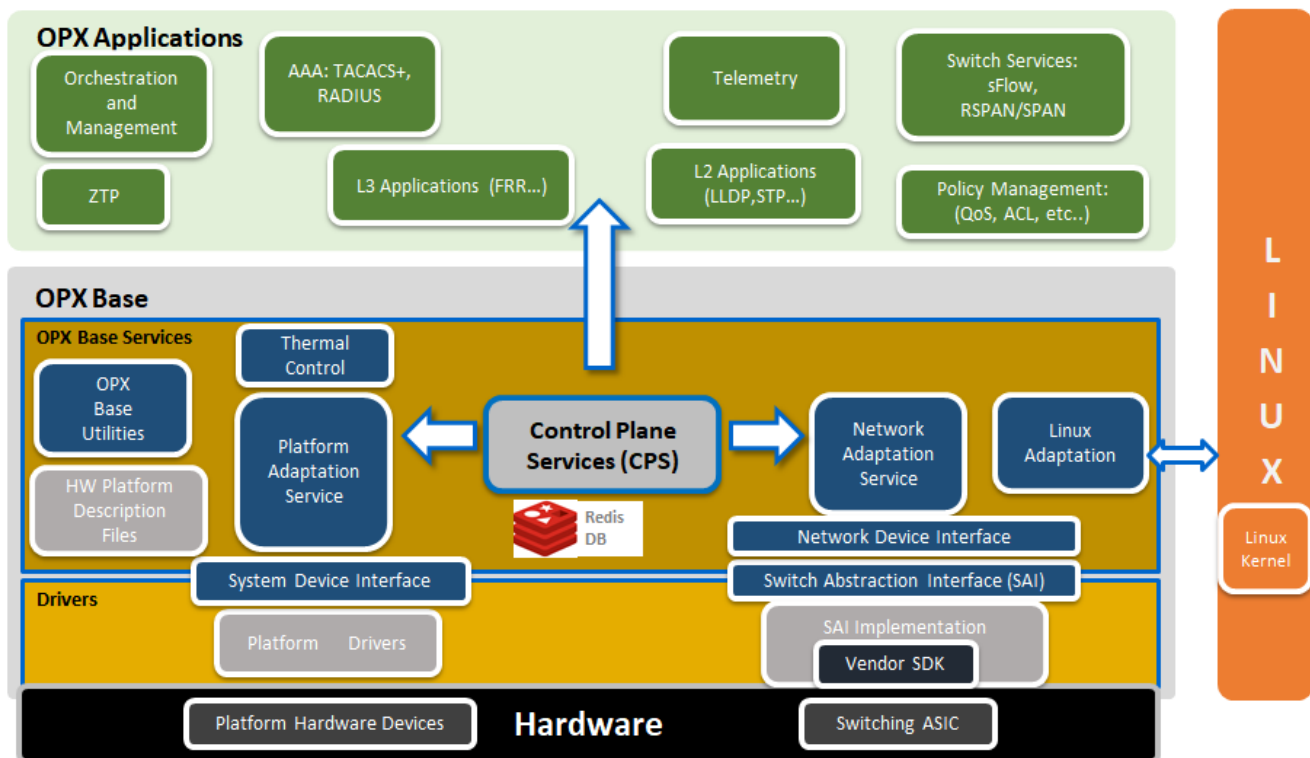 OPX Applications
Orchestration
and
Management
AAA: TACACS+,
RADIUS
Telemetry
Switch Services:
sFlow,
RSPAN/SPAN
ZTP
L3 Applications (FRR...)
L2 Applications
(LLDP,STP...)
Policy Management:
(QoS, ACL, etc..)
OPX Base
OPX Base Services
Thermal
Control
OPX
Base
Utilities
HW Platform
Description
Files
Platform
Adaptation
Service
Control Plane
Services (CPS)
Redis
DB
Network
Adaptation
Service
Linux
Adaptation
Network Device Interface
System Device Interface
Switch Abstraction Interface (SAI)
Drivers
Platform Drivers
SAI Implementation
Vendor SDK
Platform Hardware Devices
Hardware
Switching ASIC
L
I
N
U
X
Linux
Kernel